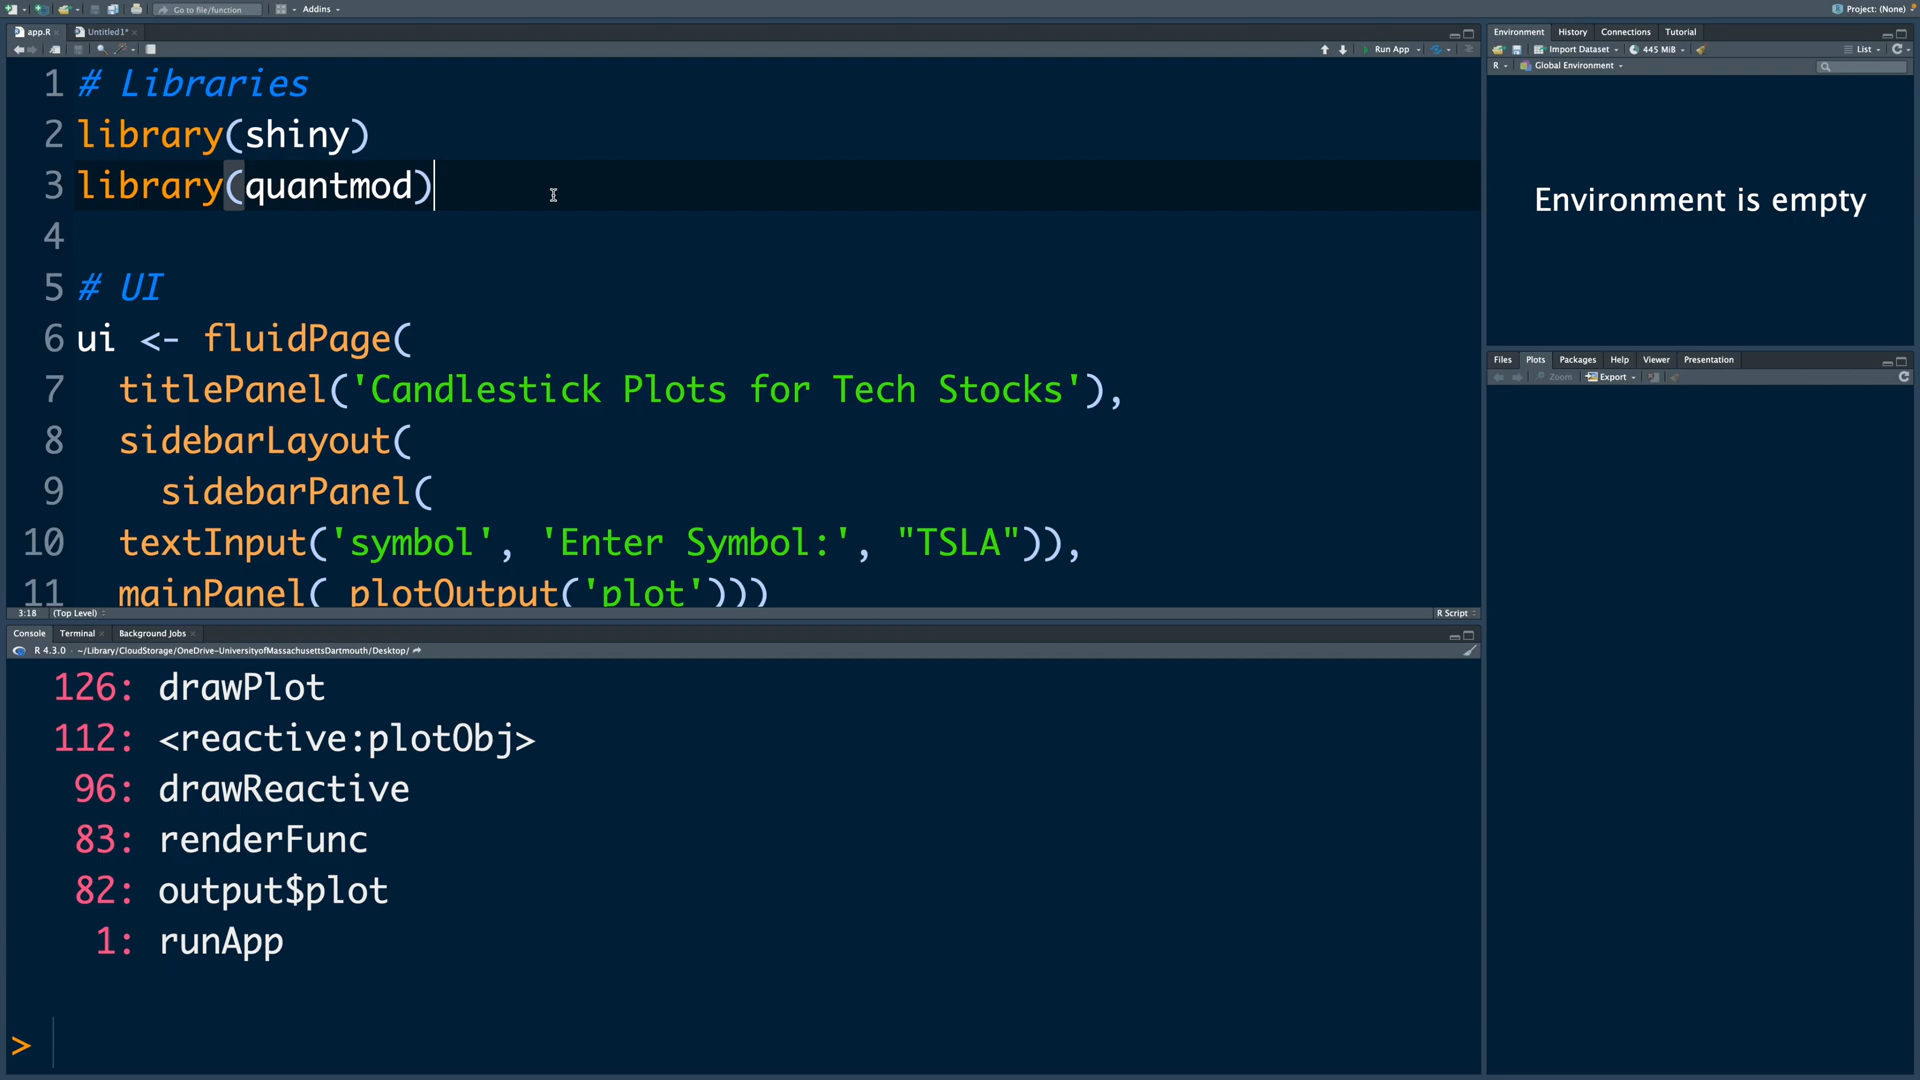 Go to file/function Addins Project: (None)
app.R Untitled1*
Run App
1 # Libraries
2 library(shiny)
3 library(quantmod)
4
5 # UI
6 ui <- fluidPage(
7 titlePanel('Candlestick Plots for Tech Stocks'),
8 sidebarLayout(
9 sidebarPanel(
10 textInput('symbol', 'Enter Symbol:', "TSLA")),
11 mainPanel( plotOutput('plot')))
3:18 (Top Level) R Script
Console Terminal Background Jobs
R 4.3.0 · ~/Library/CloudStorage/OneDrive-UniversityofMassachusettsDartmouth/Desktop/
126: drawPlot
112: <reactive:plotObj>
96: drawReactive
83: renderFunc
82: output$plot
1: runApp
>
Environment History Connections Tutorial
Import Dataset 445 MiB List
R Global Environment
Environment is empty
Files Plots Packages Help Viewer Presentation
Zoom Export